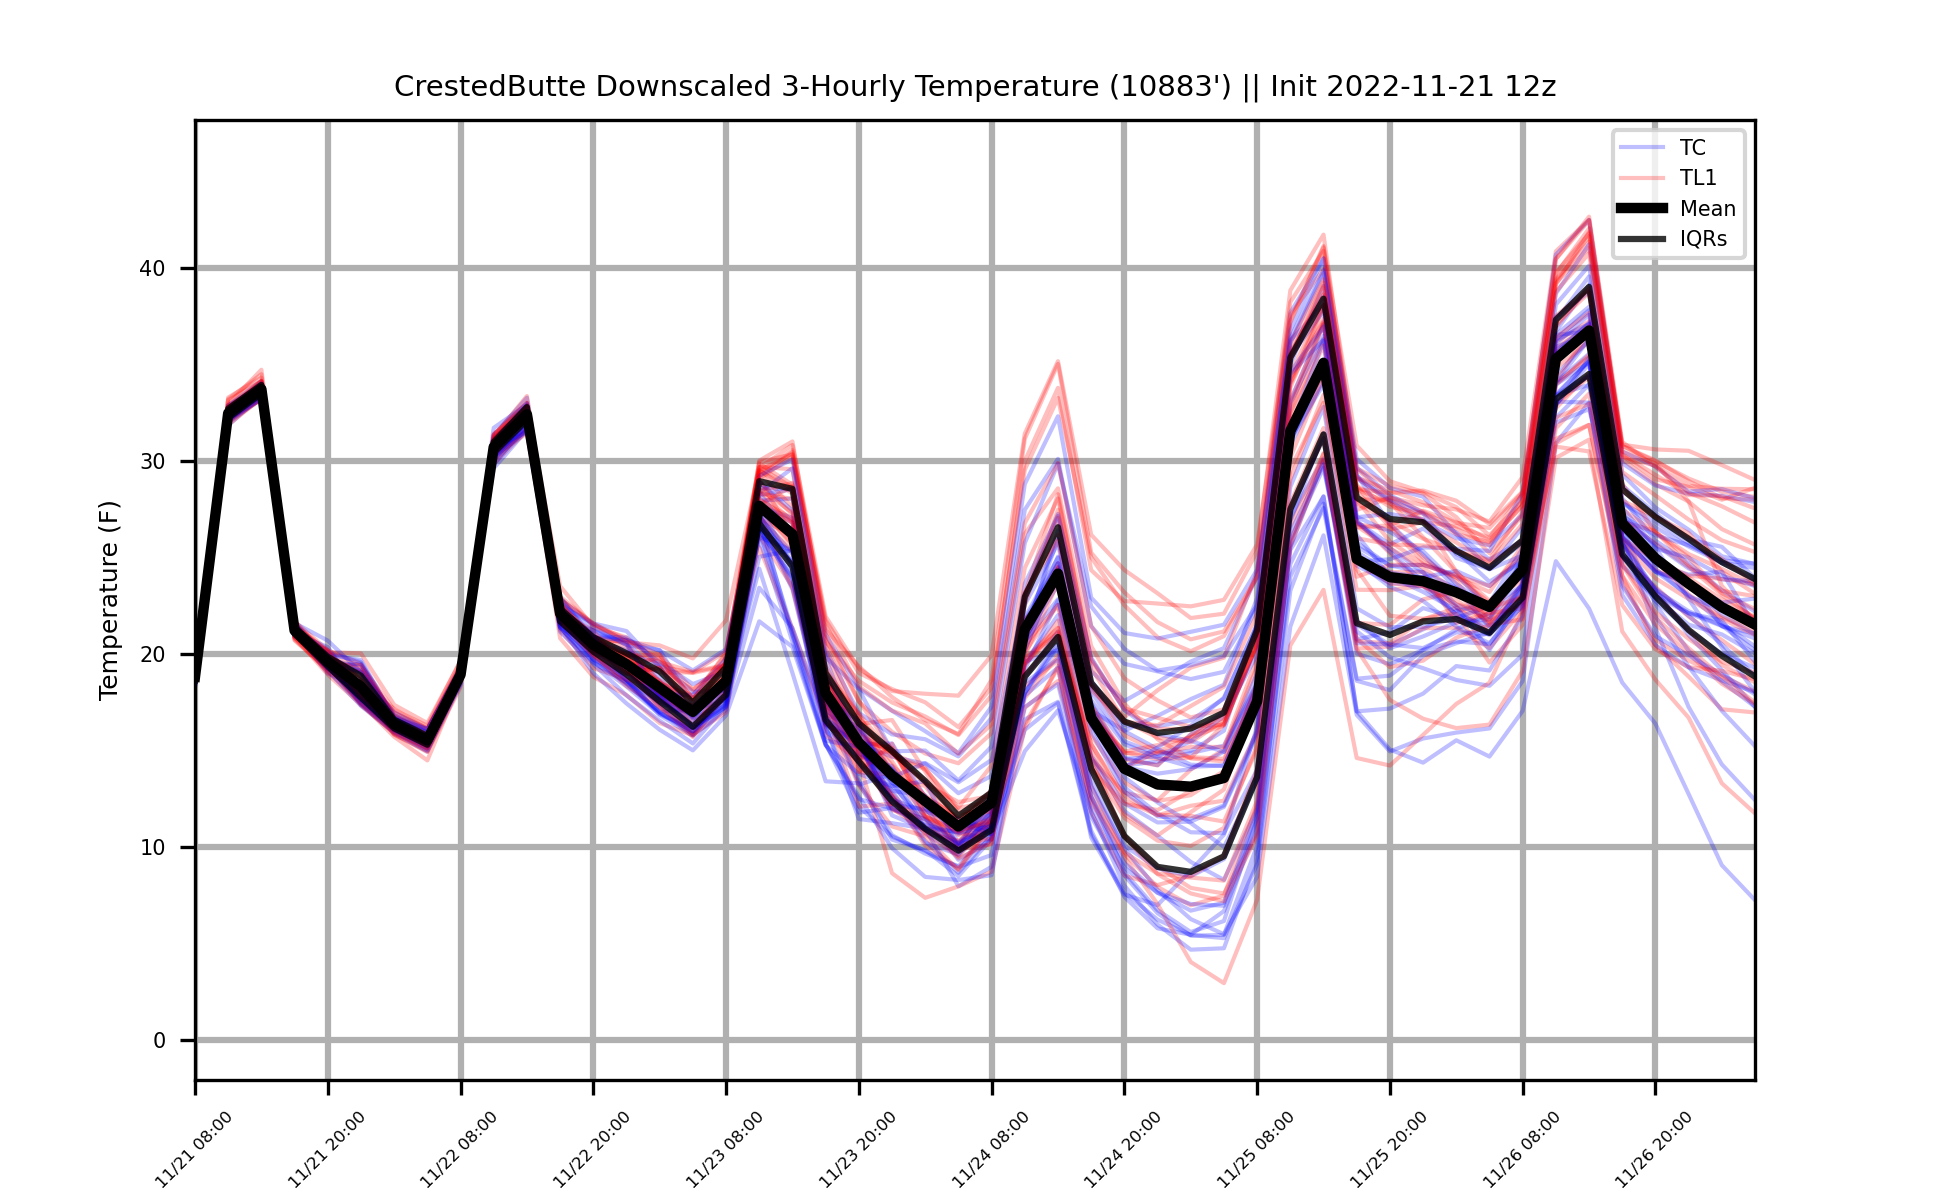 CrestedButte Downscaled 3-Hourly Temperature (10883') || Init 2022-11-21 12z
TC
TL1
Mean
IQRs
Temperature (F)
40
30
20
10
0
11/21 08:00
11/21 20:00
11/22 08:00
11/22 20:00
11/23 08:00
11/23 20:00
11/24 08:00
11/24 20:00
11/25 08:00
11/25 20:00
11/26 08:00
11/26 20:00